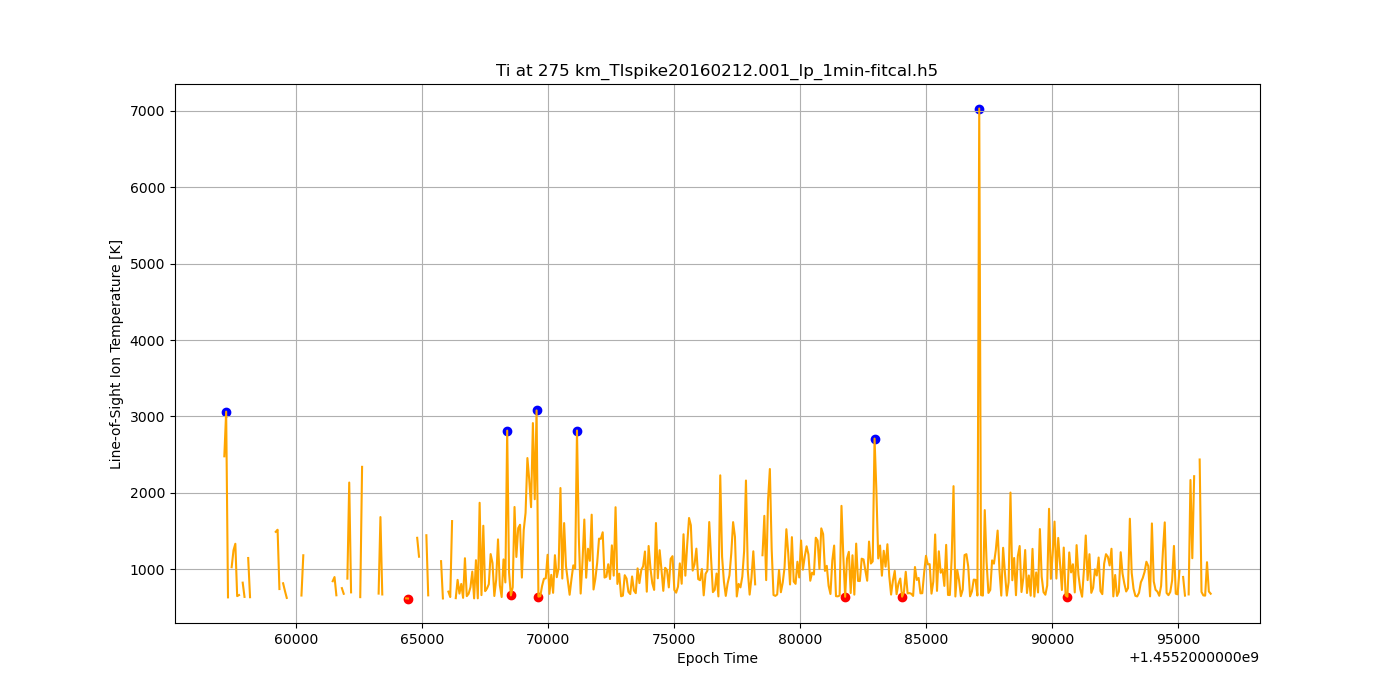 Ti at 275 km_TIspike20160212.001_lp_1min-fitcal.h5
7000
6000
5000
4000
3000
2000
1000
Line-of-Sight Ion Temperature [K]
60000 65000 70000 75000 80000 85000 90000 95000
Epoch Time
+1.4552000000e9